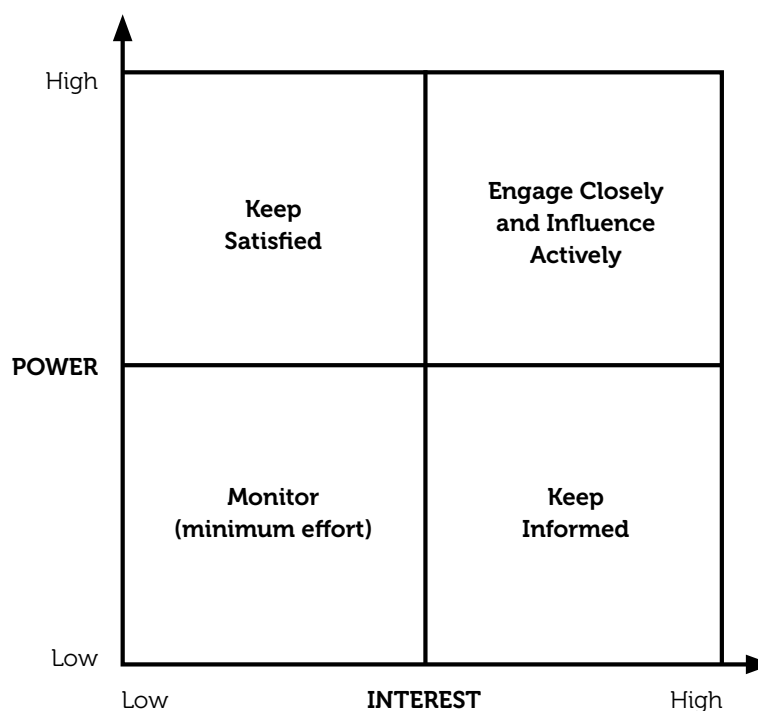 High
Keep
Satisfied
Engage Closely
and Influence
Actively
POWER
Monitor
(minimum effort)
Keep
Informed
Low
Low
INTEREST
High